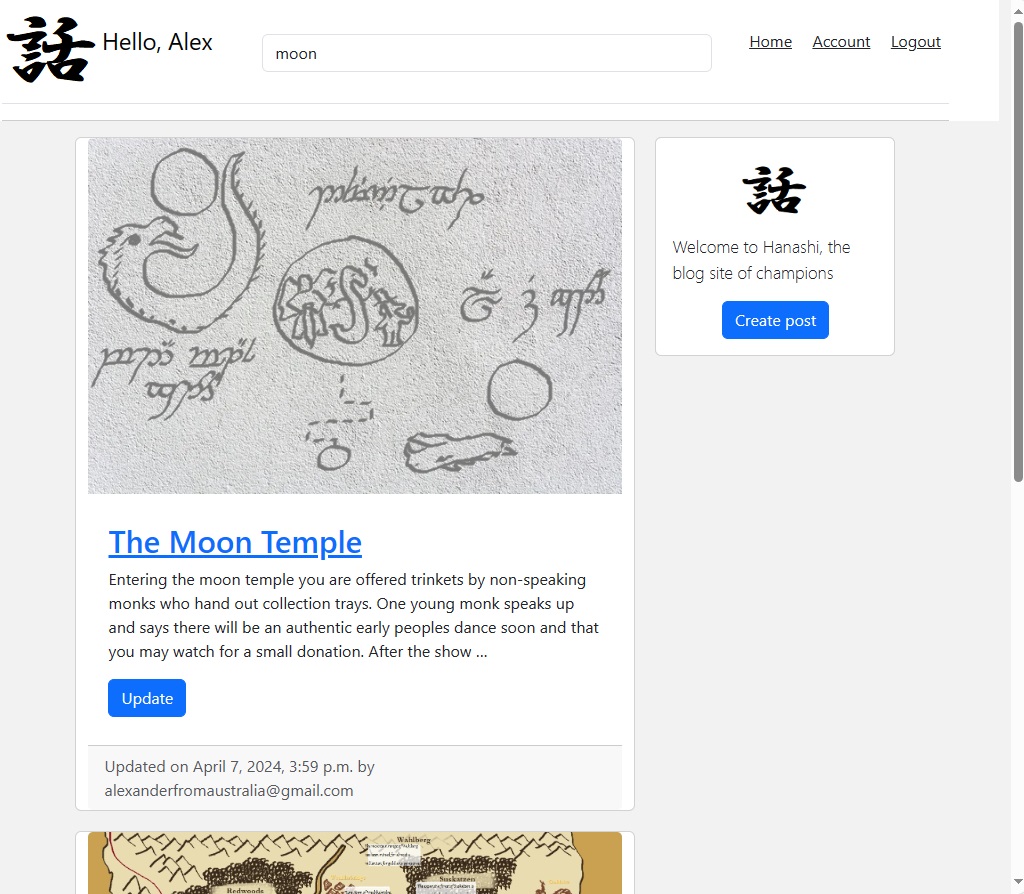 話 Hello, Alex
moon
Home Account Logout
The Moon Temple
Entering the moon temple you are offered trinkets by non-speaking
monks who hand out collection trays. One young monk speaks up
and says there will be an authentic early peoples dance soon and that
you may watch for a small donation. After the show ...
Update
Updated on April 7, 2024, 3:59 p.m. by
alexanderfromaustralia@gmail.com
Wahlberg
Redwoods
Suskatzen
話
Welcome to Hanashi, the
blog site of champions
Create post